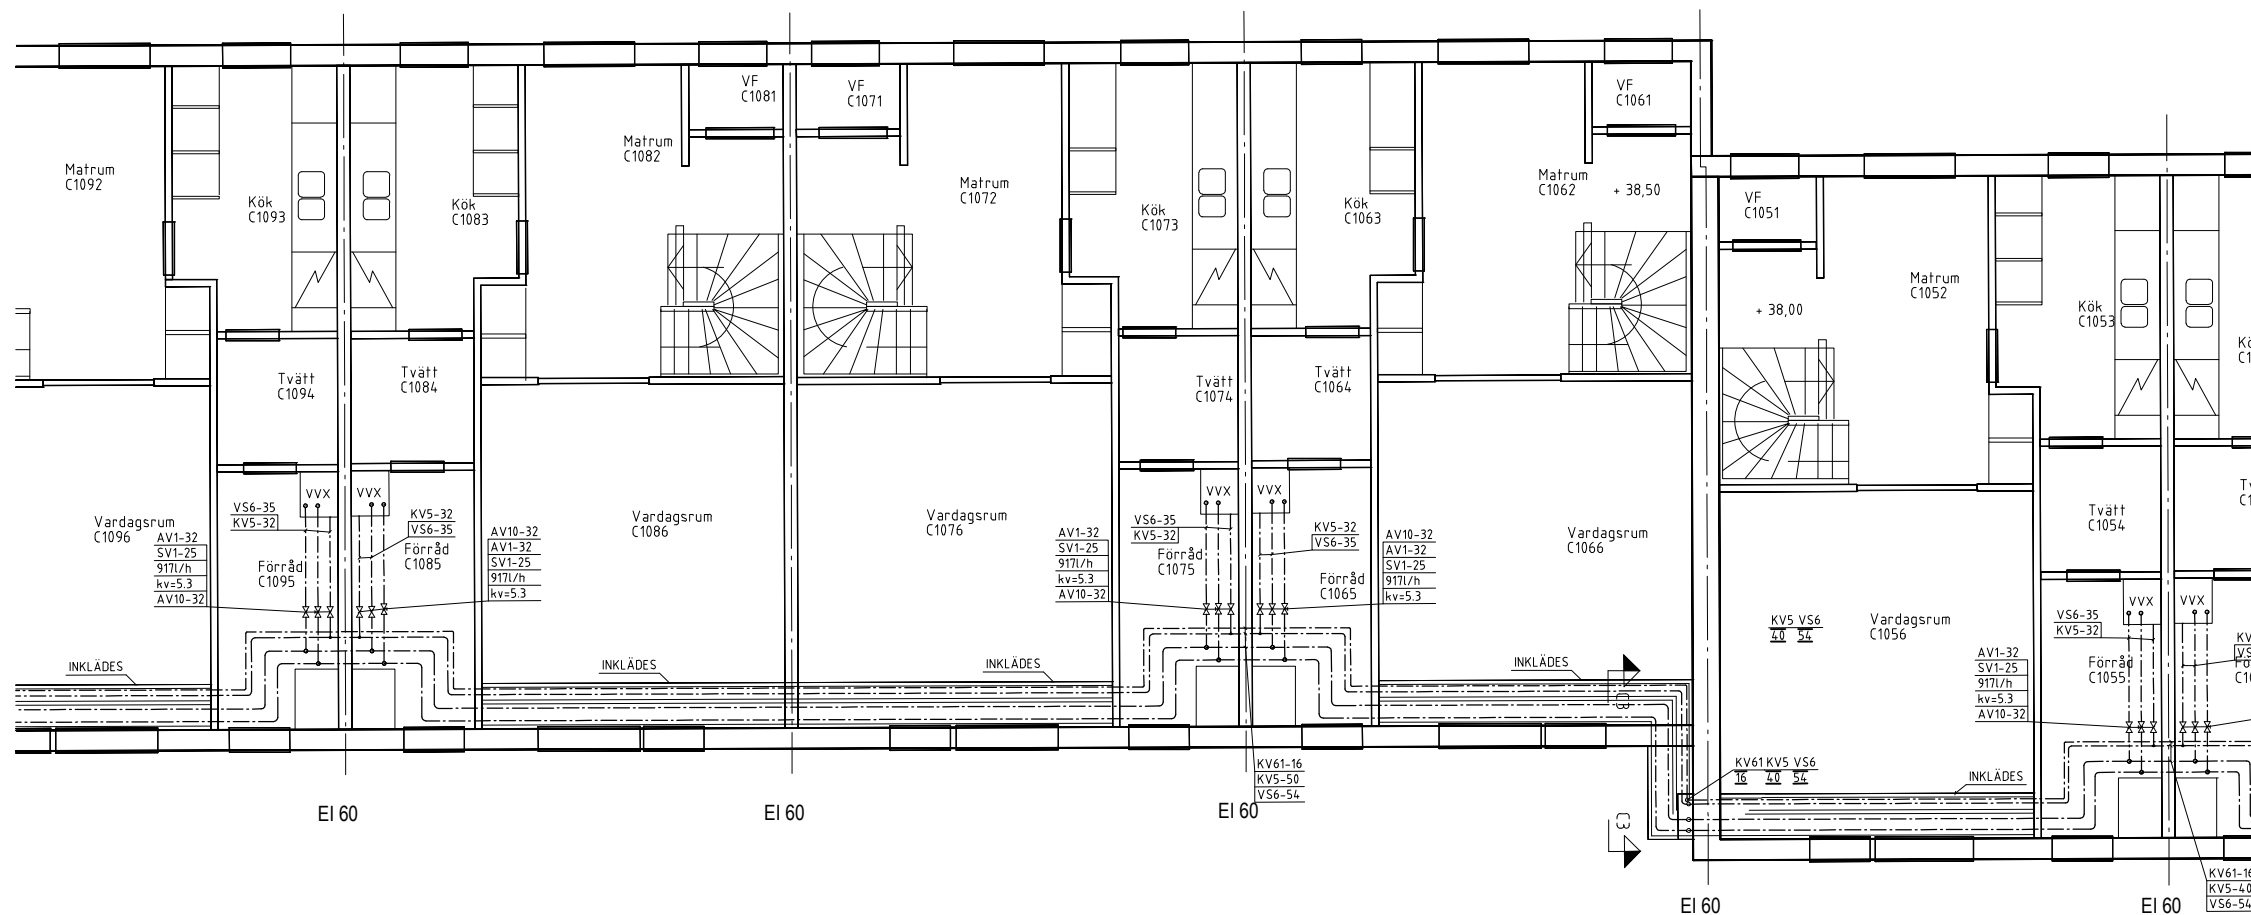 VF
C1081
VF
C1071
VF
C1061
Matrum
C1092
Matrum
C1082
Matrum
C1072
Matrum
C1062
+ 38,50
Kök
C1093
Kök
C1083
Kök
C1073
Kök
C1063
VF
C1051
Matrum
C1052
+ 38,00
Kök
C1053
Tvätt
C1094
Tvätt
C1084
Tvätt
C1074
Tvätt
C1064
Tvätt
C1054
VVX
VVX
VVX
VVX
VVX
VVX
Vardagsrum
C1096
VS6-35
KV5-32
AV1-32
SV1-25
917l/h
kv=5.3
AV10-32
Förråd
C1095
KV5-32
VS6-35
Förråd
C1085
AV10-32
AV1-32
SV1-25
917l/h
kv=5.3
Vardagsrum
C1086
Vardagsrum
C1076
VS6-35
KV5-32
AV1-32
SV1-25
917l/h
kv=5.3
AV10-32
Förråd
C1075
KV5-32
VS6-35
Förråd
C1065
AV10-32
AV1-32
SV1-25
917l/h
kv=5.3
Vardagsrum
C1066
KV5 VS6
40 54
Vardagsrum
C1056
VS6-35
KV5-32
Förråd
C1055
AV1-32
SV1-25
917l/h
kv=5.3
AV10-32
INKLÄDES
INKLÄDES
INKLÄDES
INKLÄDES
INKLÄDES
C3
C3
KV61 KV5 VS6
16 40 54
KV61-16
KV5-50
VS6-54
KV61-16
KV5-40
VS6-54
EI 60
EI 60
EI 60
EI 60
EI 60